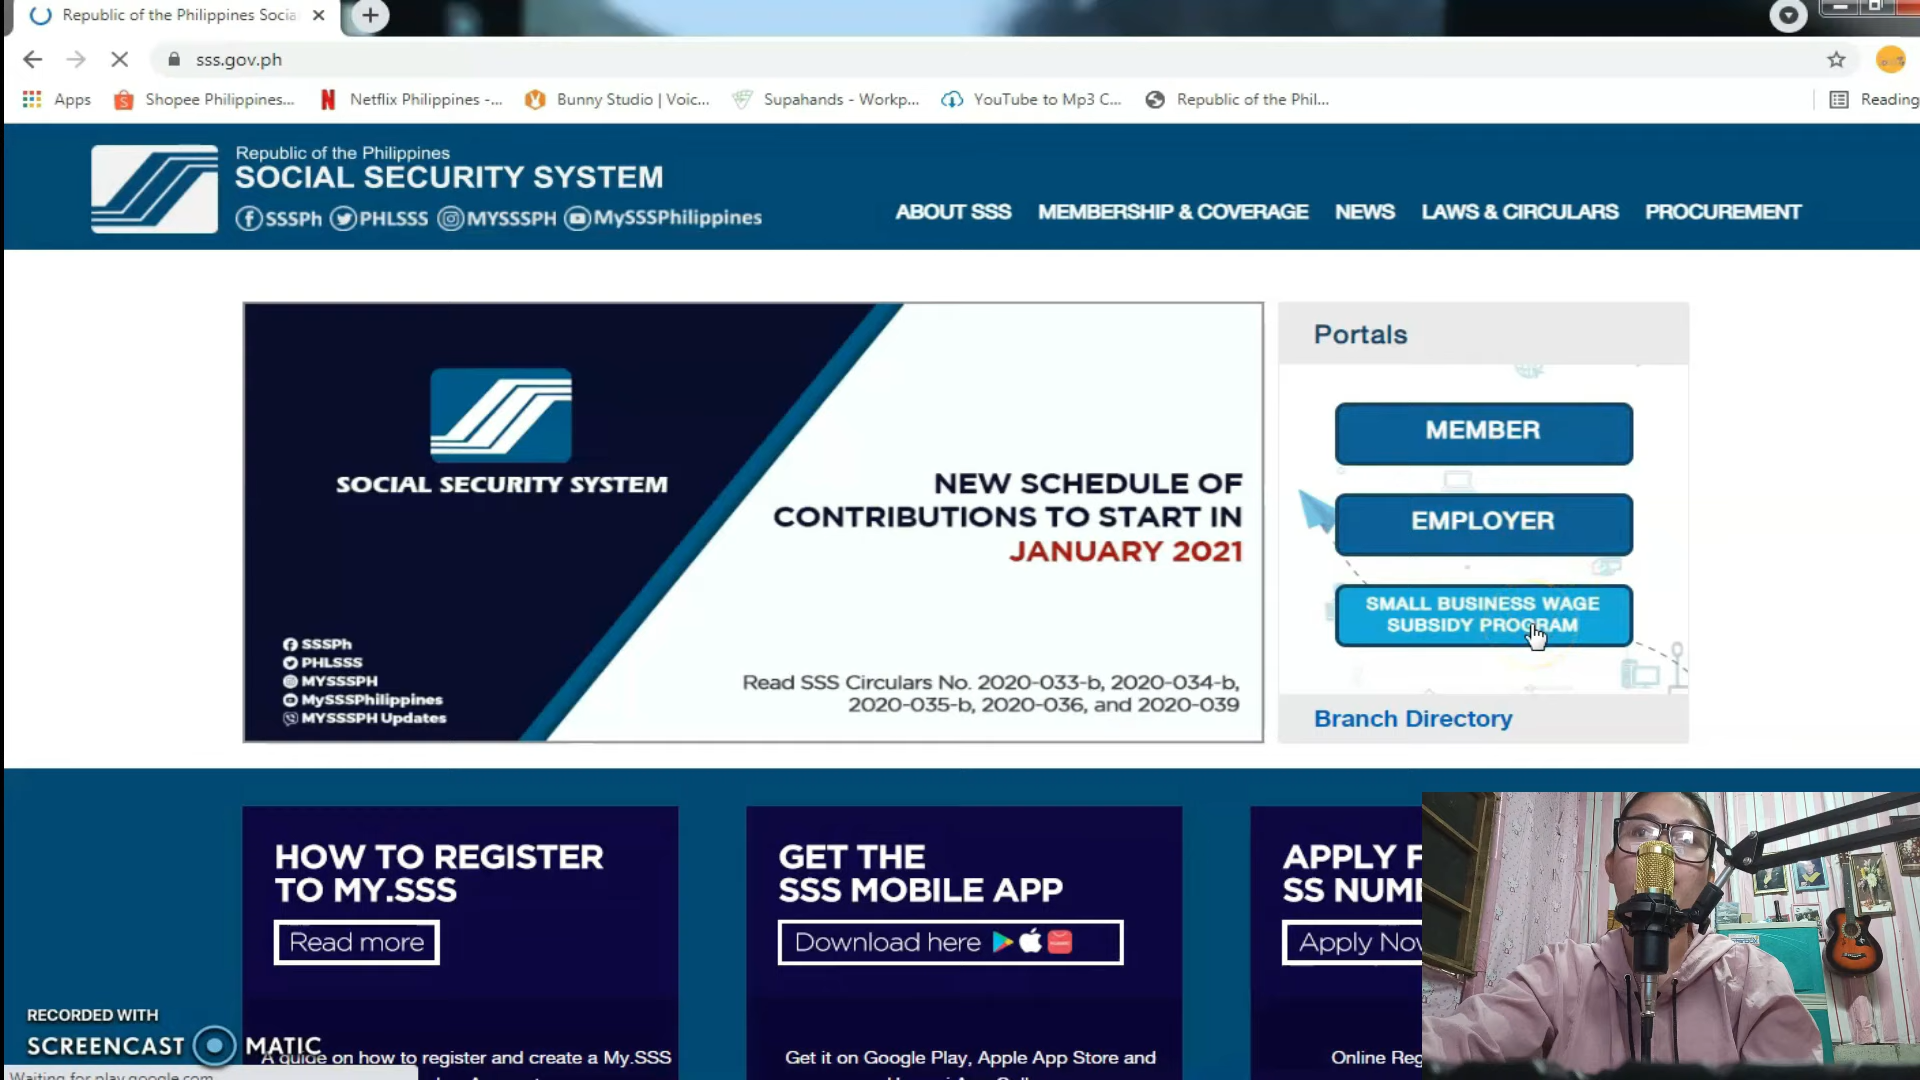 Republic of the Philippines Socia
sss.gov.ph
Apps
Shopee Philippines...
Netflix Philippines -...
Bunny Studio | Voic...
Supahands - Workp...
YouTube to Mp3 C...
Republic of the Phil...
Reading
Republic of the Philippines
SOCIAL SECURITY SYSTEM
SSSPh PHLSSS MYSSSPH MySSSPhilippines
ABOUT SSS MEMBERSHIP & COVERAGE NEWS LAWS & CIRCULARS PROCUREMENT
SOCIAL SECURITY SYSTEM
NEW SCHEDULE OF
CONTRIBUTIONS TO START IN
JANUARY 2021
SSSPh
PHLSSS
MYSSSPH
MySSSPhilippines
MYSSSPH Updates
Read SSS Circulars No. 2020-033-b, 2020-034-b,
2020-035-b, 2020-036, and 2020-039
Portals
MEMBER
EMPLOYER
SMALL BUSINESS WAGE
SUBSIDY PROGRAM
Branch Directory
HOW TO REGISTER
TO MY.SSS
Read more
A guide on how to register and create a My.SSS
GET THE
SSS MOBILE APP
Download here
Get it on Google Play, Apple App Store and
APPLY F
SS NUM
Apply Now
Online Reg
RECORDED WITH
SCREENCAST MATIC
Waiting for play.google.com